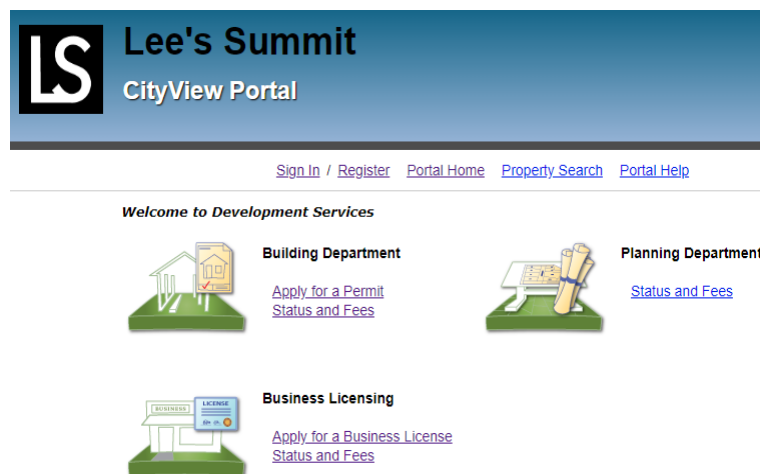 LS
Lee's Summit
CityView Portal
Sign In / Register Portal Home Property Search Portal Help
Welcome to Development Services
Building Department
Apply for a Permit
Status and Fees
Planning Department
Status and Fees
BUSINESS
LICENSE
Business Licensing
Apply for a Business License
Status and Fees